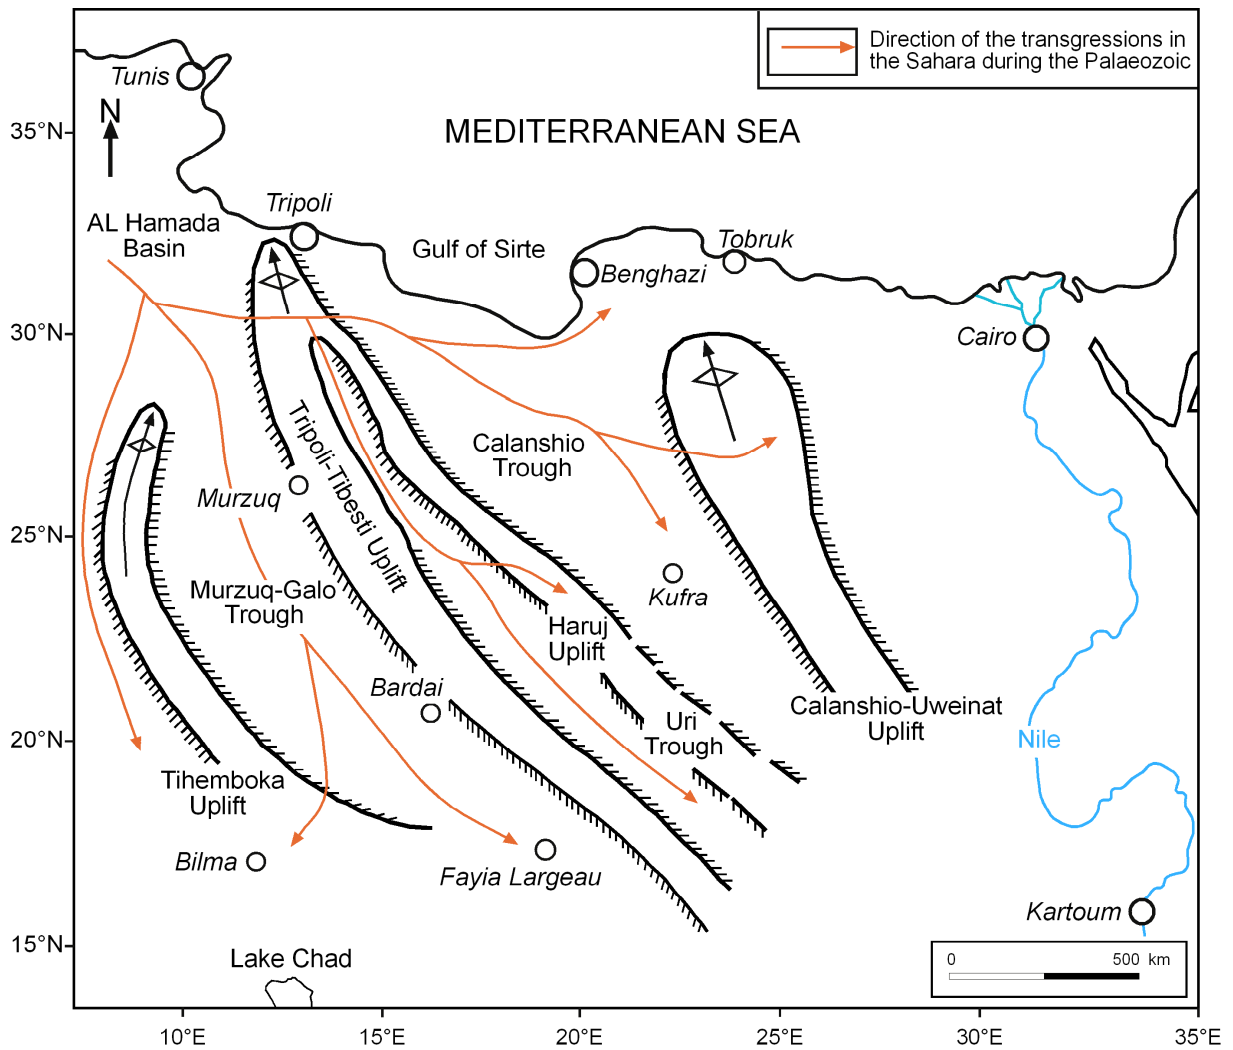 Direction of the transgressions in
the Sahara during the Palaeozoic
Tunis
N
35°N
MEDITERRANEAN SEA
Tripoli
AL Hamada
Basin
Gulf of Sirte
Tobruk
Benghazi
30°N
Cairo
Calanshio
Trough
Tripoli-Tibesti Uplift
Murzuq
25°N
Kufra
Murzuq-Galo
Trough
Haruj
Uplift
Bardai
Calanshio-Uweinat
Uplift
Uri
Trough
20°N
Nile
Tihemboka
Uplift
Bilma
Fayia Largeau
Kartoum
15°N
Lake Chad
0 500 km
10°E 15°E 20°E 25°E 30°E 35°E